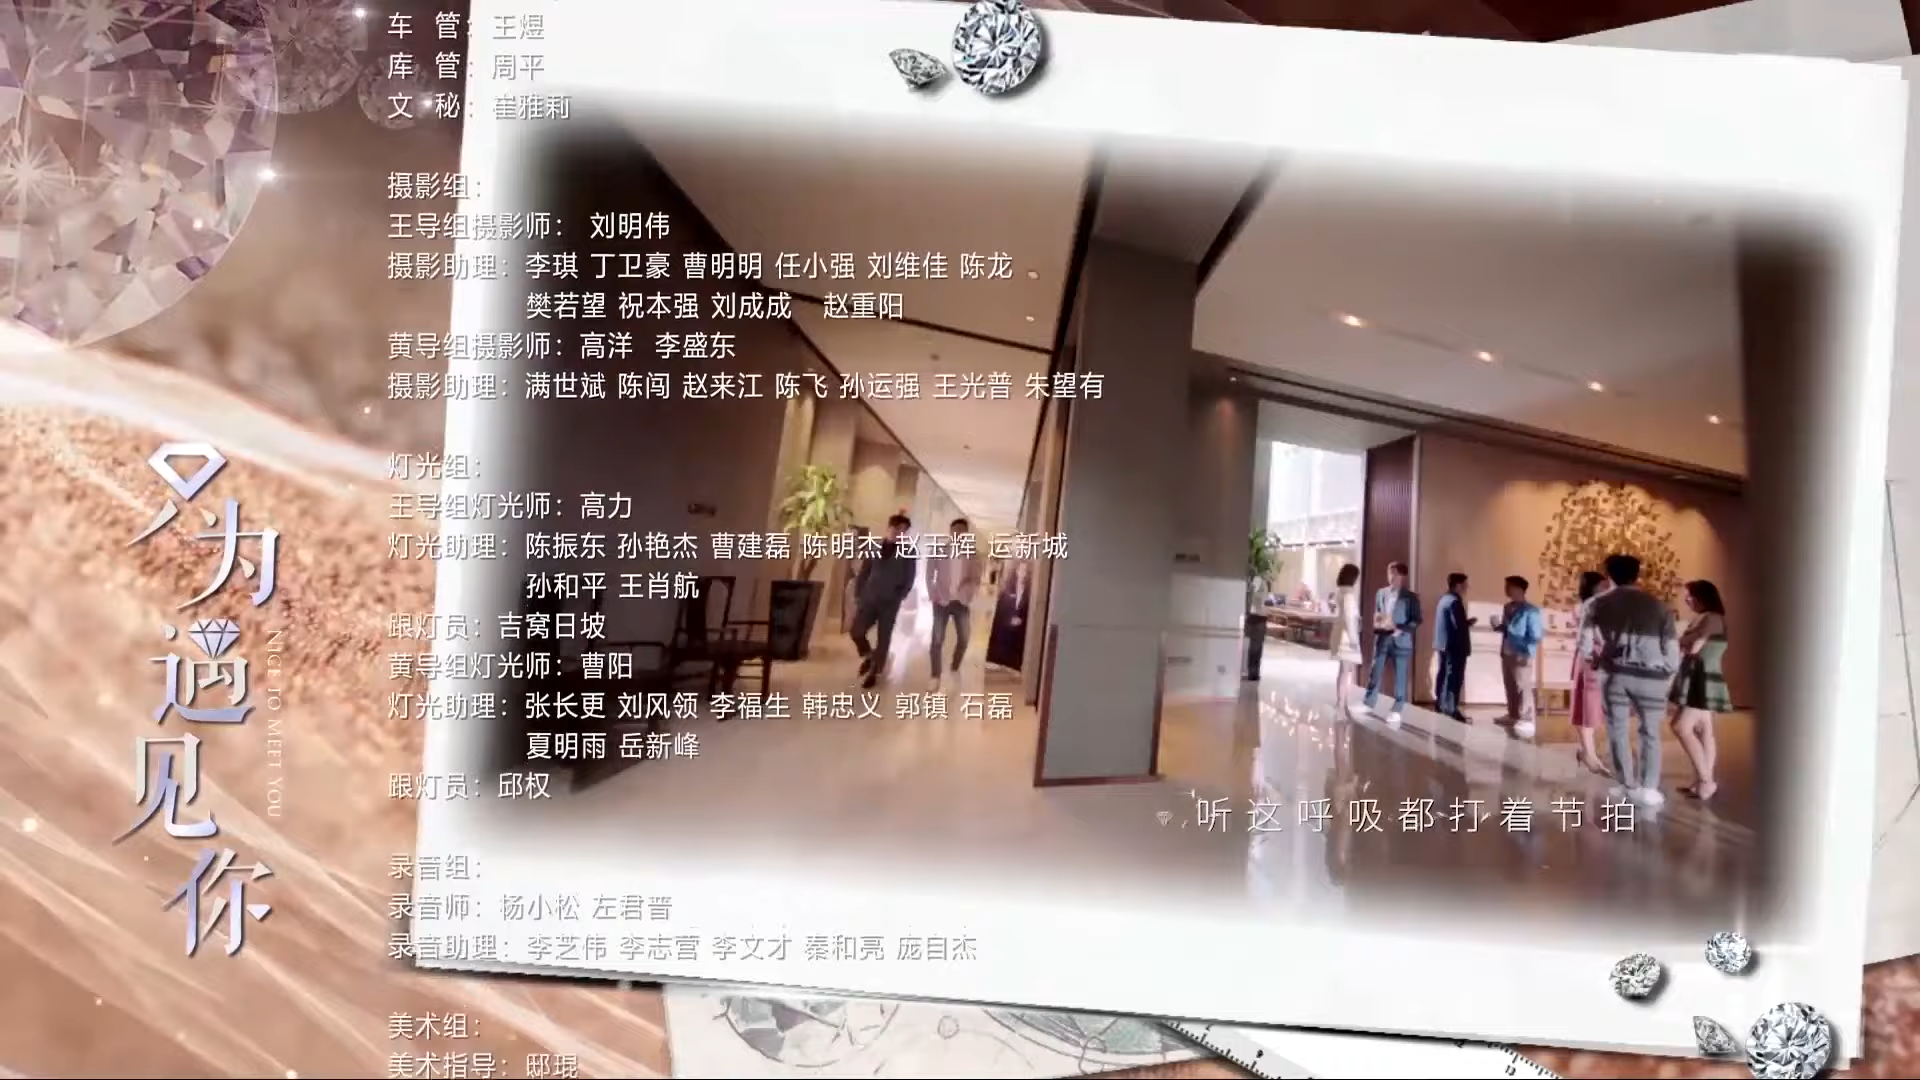 车 管：王煜
库 管：周平
文 秘：崔雅莉
摄影组：
王导组摄影师： 刘明伟
摄影助理：李琪 丁卫豪 曹明明 任小强 刘维佳 陈龙
樊若望 祝本强 刘成成 赵重阳
黄导组摄影师：高洋 李盛东
摄影助理：满世斌 陈闯 赵来江 陈飞 孙运强 王光普 朱望有
灯光组：
王导组灯光师：高力
灯光助理：陈振东 孙艳杰 曹建磊 陈明杰 赵玉辉 运新城
孙和平 王肖航
跟灯员：吉窝日坡
黄导组灯光师：曹阳
灯光助理：张长更 刘风领 李福生 韩忠义 郭镇 石磊
夏明雨 岳新峰
跟灯员：邱权
录音组：
录音师：杨小松 左君晋
录音助理：李芝伟 李志营 李文才 秦和亮 庞自杰
美术组：
美术指导：邸琨
只为遇见你
NICE TO MEET YOU
听这呼吸都打着节拍